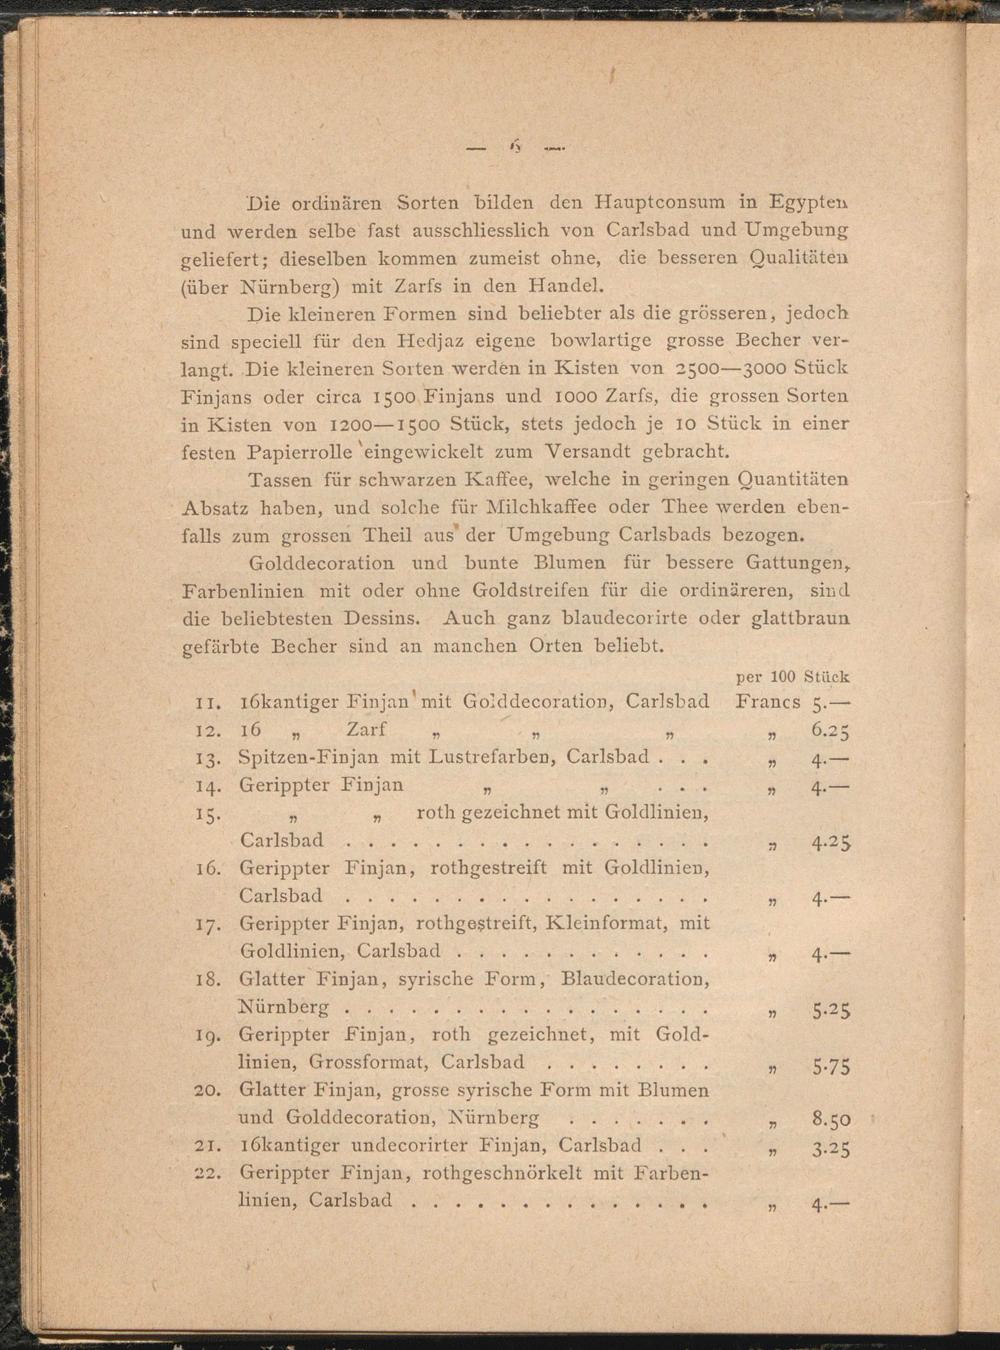 — 6 —
Die ordinären Sorten bilden den Hauptconsum in Egypten
und werden selbe fast ausschliesslich von Carlsbad und Umgebung
geliefert; dieselben kommen zumeist ohne, die besseren Qualitäten
(über Nürnberg) mit Zarfs in den Handel.
Die kleineren Formen sind beliebter als die grösseren, jedoch
sind speciell für den Hedjaz eigene bowlartige grosse Becher ver-
langt. Die kleineren Sorten werden in Kisten von 2500—3000 Stück
Finjans oder circa 1500 Finjans und 1000 Zarfs, die grossen Sorten
in Kisten von 1200—1500 Stück, stets jedoch je 10 Stück in einer
festen Papierrolle eingewickelt zum Versandt gebracht.
Tassen für schwarzen Kaffee, welche in geringen Quantitäten
Absatz haben, und solche für Milchkaffee oder Thee werden eben-
falls zum grossen Theil aus der Umgebung Carlsbads bezogen.
Golddecoration und bunte Blumen für bessere Gattungen,
Farbenlinien mit oder ohne Goldstreifen für die ordinäreren, sind
die beliebtesten Dessins. Auch ganz blaudecorirte oder glattbraun
gefärbte Becher sind an manchen Orten beliebt.
per 100 Stück
11. 16kantiger Finjan mit Golddecoration, Carlsbad Francs 5.—
12. 16 „ Zarf „ „ „ „ 6.25
13. Spitzen-Finjan mit Lustrefarben, Carlsbad . . . „ 4.—
14. Gerippter Finjan „ „ . . . „ 4.—
15. „ „ roth gezeichnet mit Goldlinien,
Carlsbad . . . . . . . . . . . . . . . . . „ 4.25
16. Gerippter Finjan, rothgestreift mit Goldlinien,
Carlsbad . . . . . . . . . . . . . . . . . „ 4.—
17. Gerippter Finjan, rothgestreift, Kleinformat, mit
Goldlinien, Carlsbad . . . . . . . . . . . . „ 4.—
18. Glatter Finjan, syrische Form, Blaudecoration,
Nürnberg . . . . . . . . . . . . . . . . . „ 5.25
19. Gerippter Finjan, roth gezeichnet, mit Gold-
linien, Grossformat, Carlsbad . . . . . . . . „ 5.75
20. Glatter Finjan, grosse syrische Form mit Blumen
und Golddecoration, Nürnberg . . . . . . . „ 8.50
21. 16kantiger undecorirter Finjan, Carlsbad . . . „ 3.25
22. Gerippter Finjan, rothgeschnörkelt mit Farben-
linien, Carlsbad . . . . . . . . . . . . . . „ 4.—